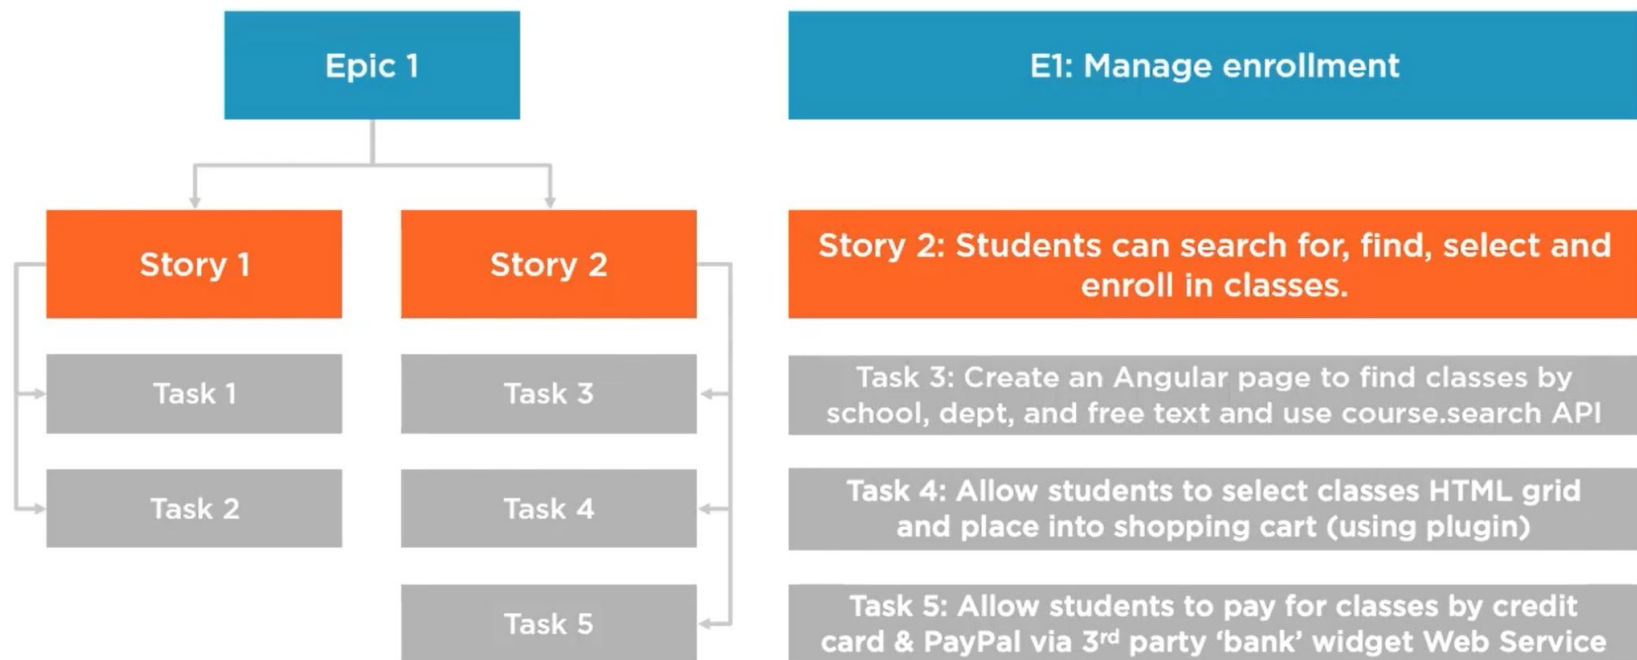 Epic 1
E1: Manage enrollment
Story 1
Story 2
Story 2: Students can search for, find, select and
enroll in classes.
Task 1
Task 3
Task 3: Create an Angular page to find classes by
school, dept, and free text and use course.search API
Task 2
Task 4
Task 4: Allow students to select classes HTML grid
and place into shopping cart (using plugin)
Task 5
Task 5: Allow students to pay for classes by credit
card & PayPal via 3rd party ‘bank’ widget Web Service